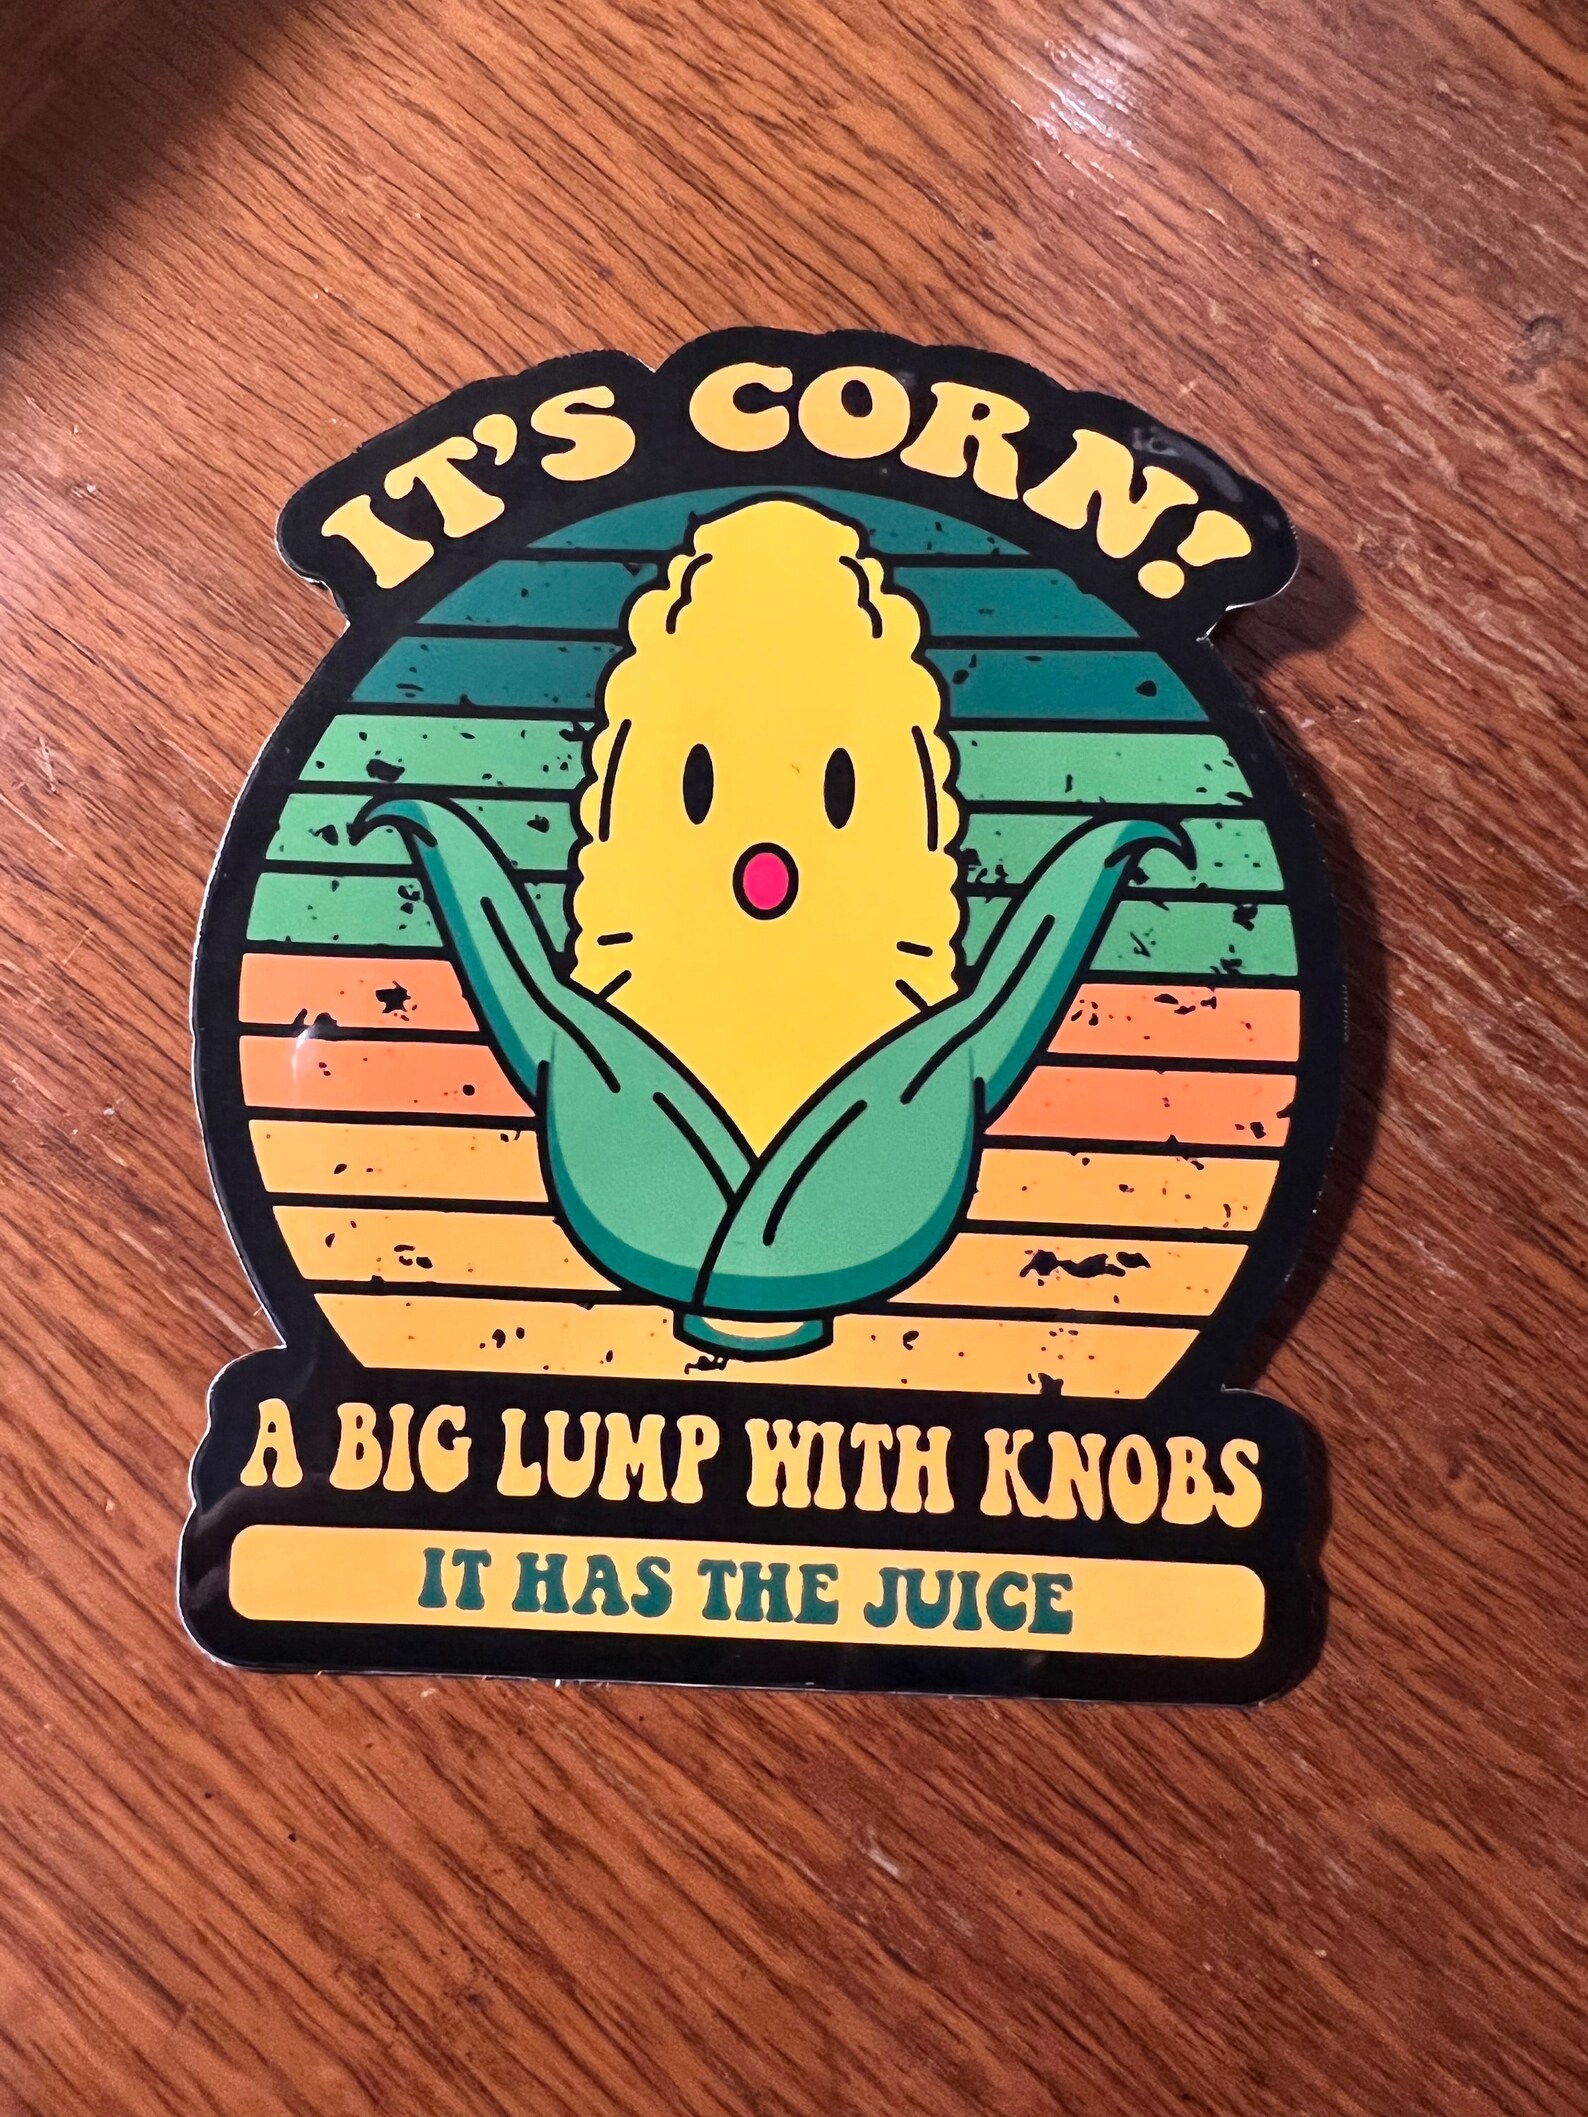 IT'S CORN!
A BIG LUMP WITH KNOBS
IT HAS THE JUICE